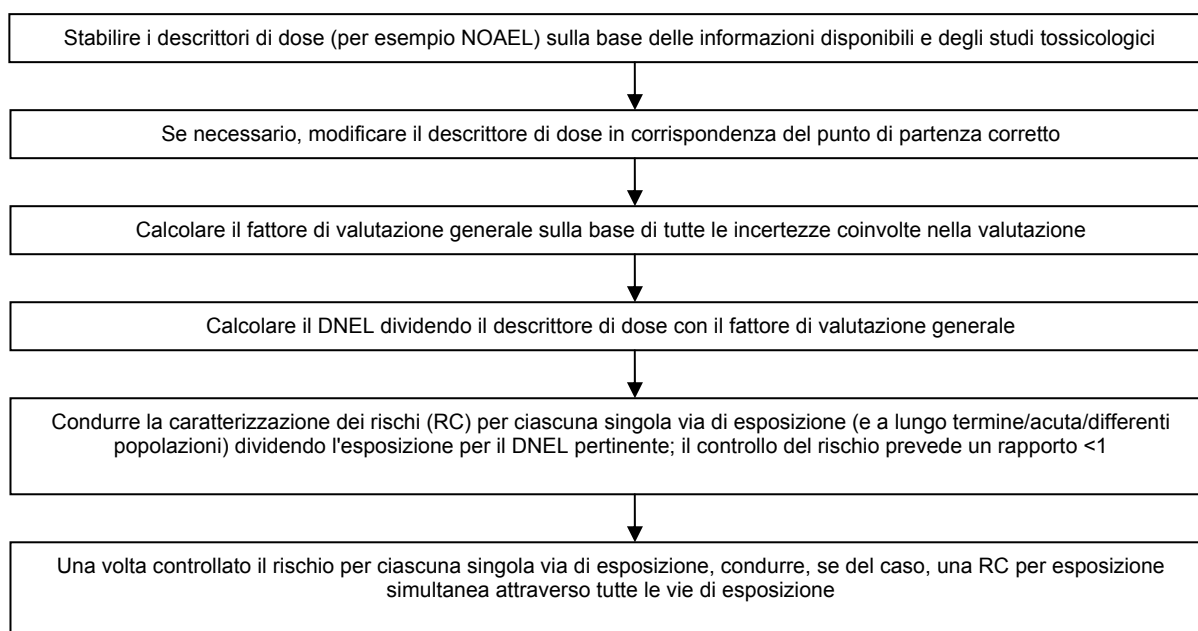 Stabilire i descrittori di dose (per esempio NOAEL) sulla base delle informazioni disponibili e degli studi tossicologici
Se necessario, modificare il descrittore di dose in corrispondenza del punto di partenza corretto
Calcolare il fattore di valutazione generale sulla base di tutte le incertezze coinvolte nella valutazione
Calcolare il DNEL dividendo il descrittore di dose con il fattore di valutazione generale
Condurre la caratterizzazione dei rischi (RC) per ciascuna singola via di esposizione (e a lungo termine/acuta/differenti
popolazioni) dividendo l'esposizione per il DNEL pertinente; il controllo del rischio prevede un rapporto <1
Una volta controllato il rischio per ciascuna singola via di esposizione, condurre, se del caso, una RC per esposizione
simultanea attraverso tutte le vie di esposizione